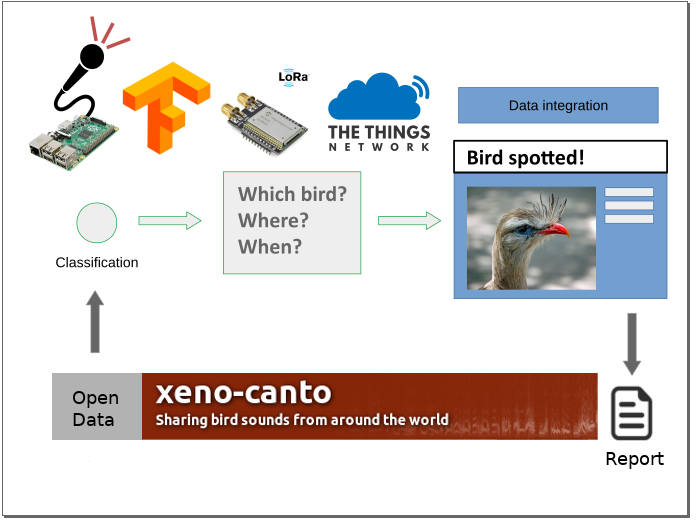 LoRa
THE THINGS
NETWORK
Data integration
Bird spotted!
Which bird?
Where?
When?
Classification
Open
Data
xeno-canto
Sharing bird sounds from around the world
Report